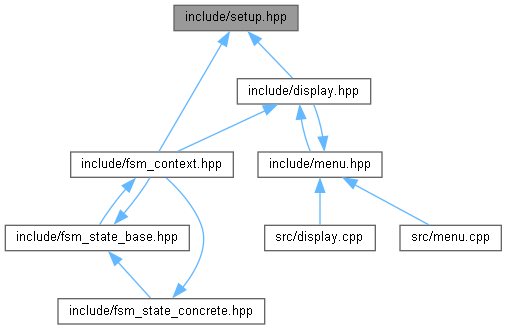 include/setup.hpp
include/display.hpp
include/fsm_context.hpp
include/menu.hpp
include/fsm_state_base.hpp
src/display.cpp
src/menu.cpp
include/fsm_state_concrete.hpp